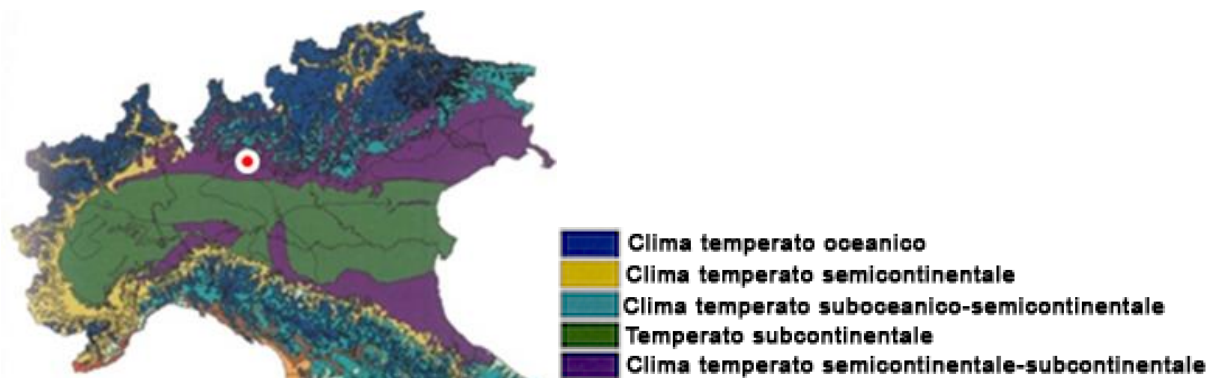 Clima temperato oceanico
Clima temperato semicontinentale
Clima temperato suboceanico-semicontinentale
Temperato subcontinentale
Clima temperato semicontinentale-subcontinentale